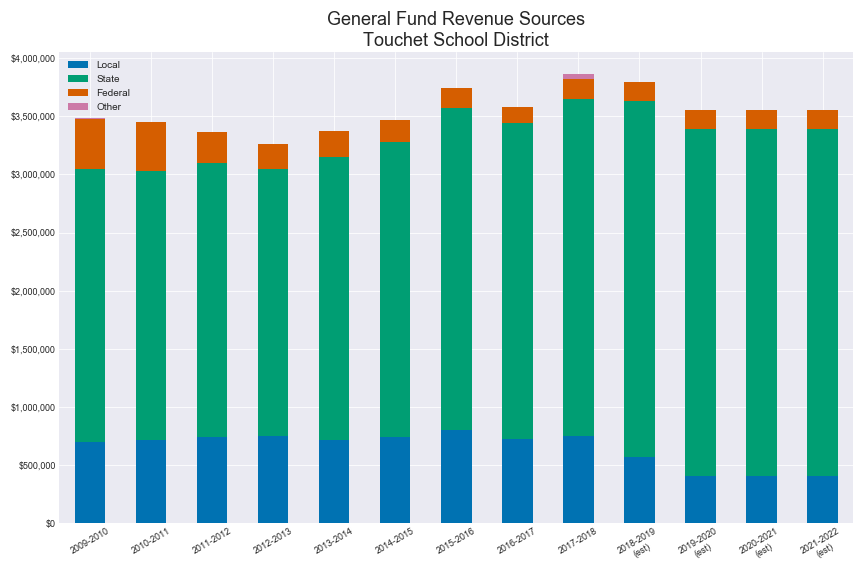 General Fund Revenue Sources
Touchet School District
Local
State
Federal
Other
$4,000,000
$3,500,000
$3,000,000
$2,500,000
$2,000,000
$1,500,000
$1,000,000
$500,000
$0
2009-2010
2010-2011
2011-2012
2012-2013
2013-2014
2014-2015
2015-2016
2016-2017
2017-2018
2018-2019
(est)
2019-2020
(est)
2020-2021
(est)
2021-2022
(est)